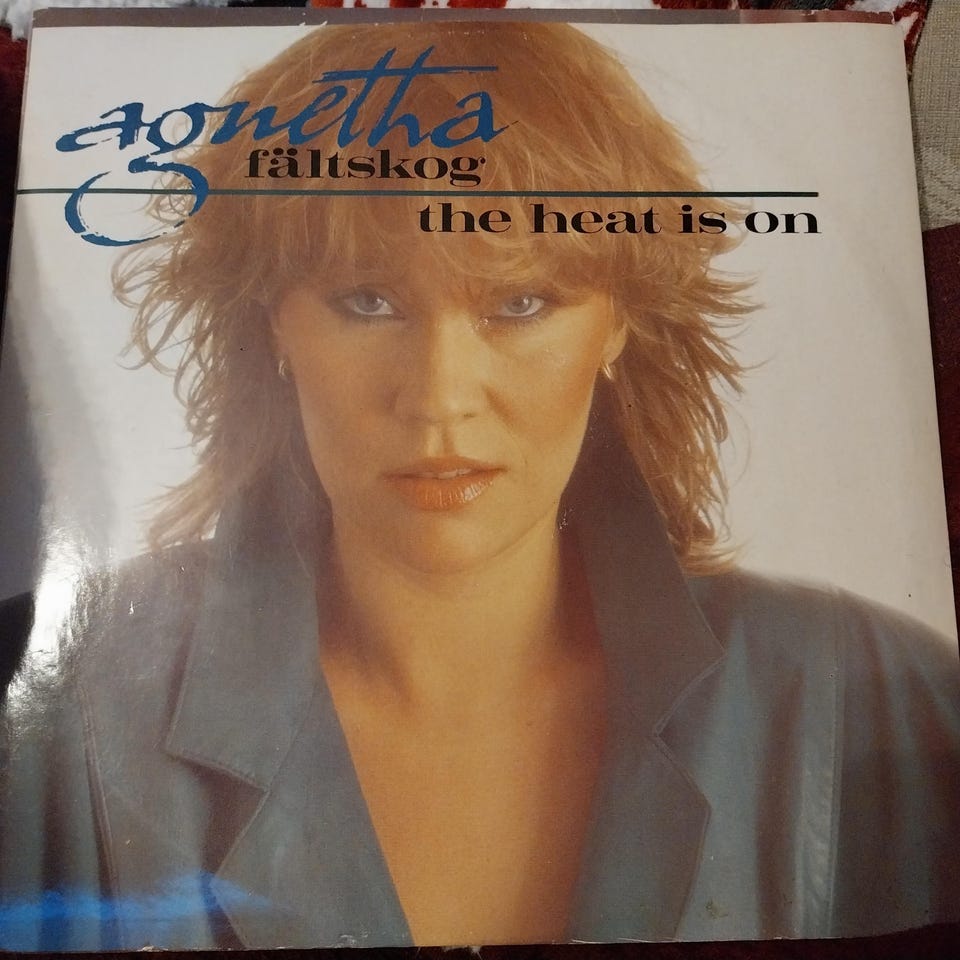 agnetha
fältskog
the heat is on